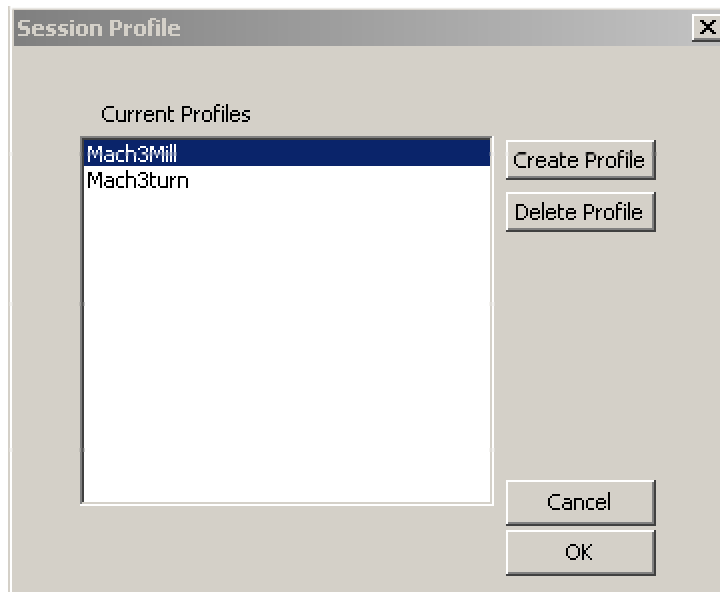 Session Profile
Current Profiles
Mach3Mill
Mach3turn
Create Profile
Delete Profile
Cancel
OK